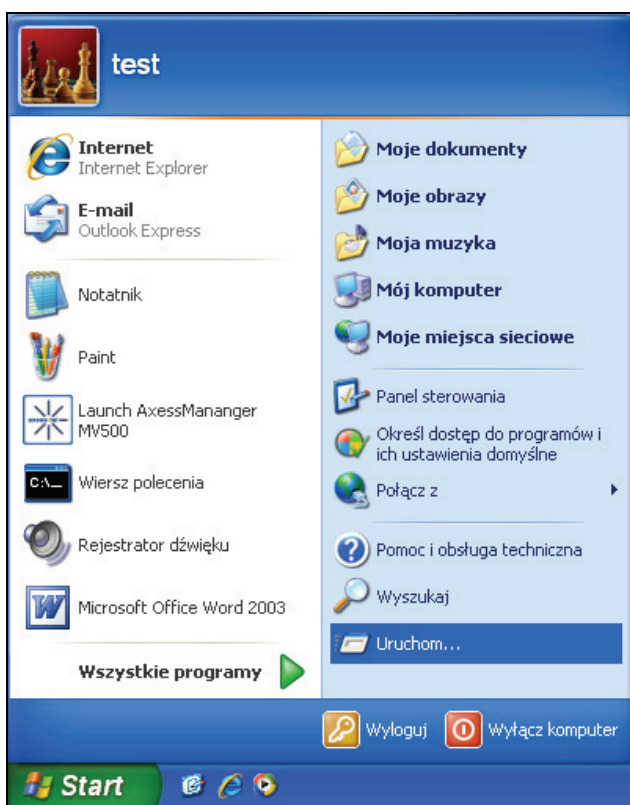 test
Internet
Internet Explorer
E-mail
Outlook Express
Notatnik
Paint
Launch AxessMananger
MV500
C:\_
Wiersz polecenia
Rejestrator dźwięku
Microsoft Office Word 2003
Wszystkie programy
Moje dokumenty
Moje obrazy
Moja muzyka
Mój komputer
Moje miejsca sieciowe
Panel sterowania
Określ dostęp do programów i
ich ustawienia domyślne
Połącz z
Pomoc i obsługa techniczna
Wyszukaj
Uruchom...
Wyloguj
Wyłącz komputer
Start